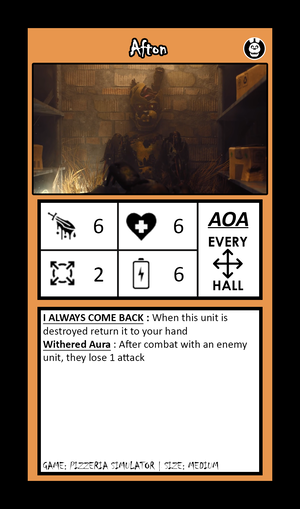 Afton
6
6
AOA
EVERY
2
6
HALL
I ALWAYS COME BACK : When this unit is
destroyed return it to your hand
Withered Aura : After combat with an enemy
unit, they lose 1 attack
GAME: PIZZERIA SIMULATOR | SIZE: MEDIUM